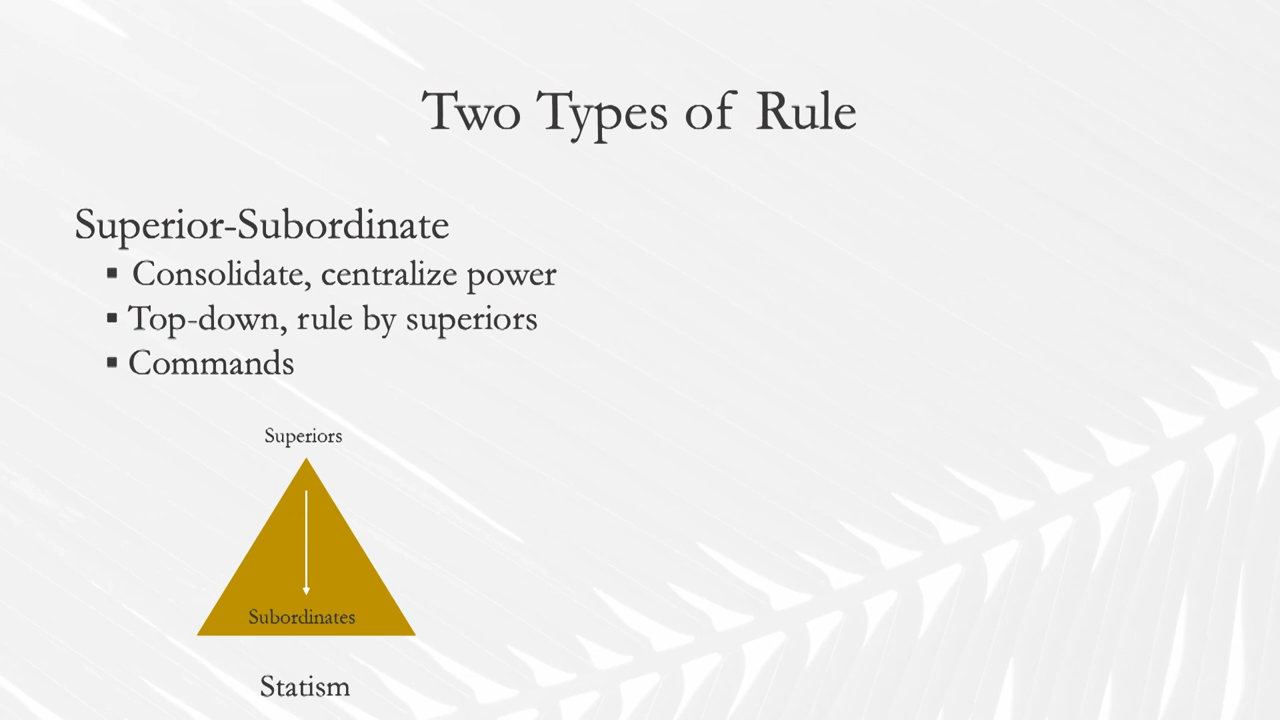 Two Types of Rule
Superior-Subordinate
▪ Consolidate, centralize power
▪ Top-down, rule by superiors
▪ Commands
Superiors
Subordinates
Statism